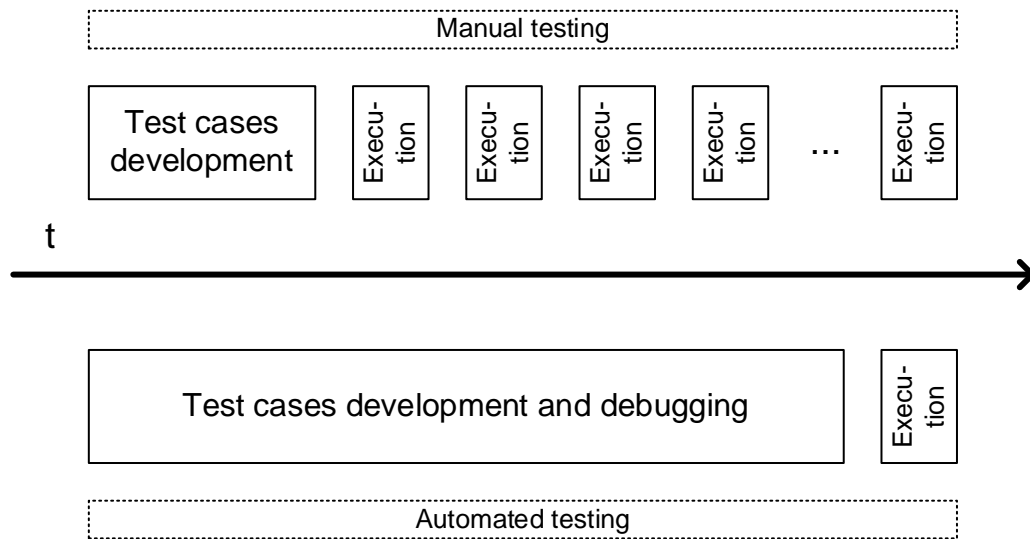 Manual testing
Test cases
development
Execu-
tion
Execu-
tion
Execu-
tion
Execu-
tion
...
Execu-
tion
t
Test cases development and debugging
Execu-
tion
Automated testing